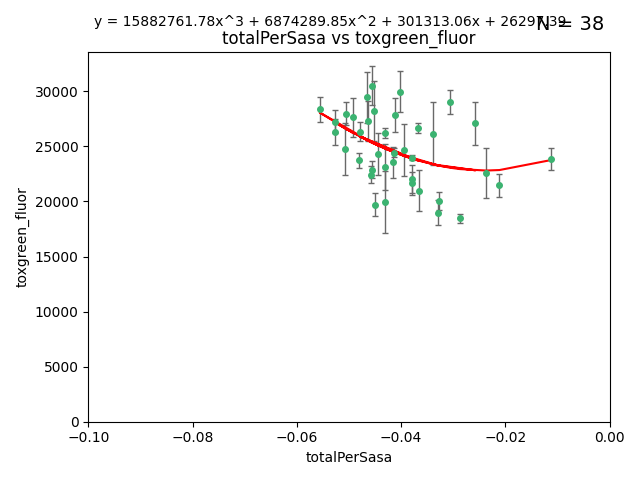 y = 15882761.78x^3 + 6874289.85x^2 + 301313.06x + 26297.39
N = 38
totalPerSasa vs toxgreen_fluor
toxgreen_fluor
30000
25000
20000
15000
10000
5000
0
−0.10 −0.08 −0.06 −0.04 −0.02 0.00
totalPerSasa